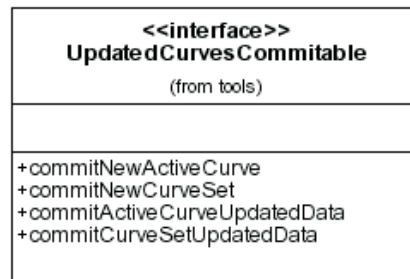 <<interface>>
UpdatedCurvesCommitable
(from tools)
+commitNewActiveCurve
+commitNewCurveSet
+commitActiveCurveUpdatedData
+commitCurveSetUpdatedData